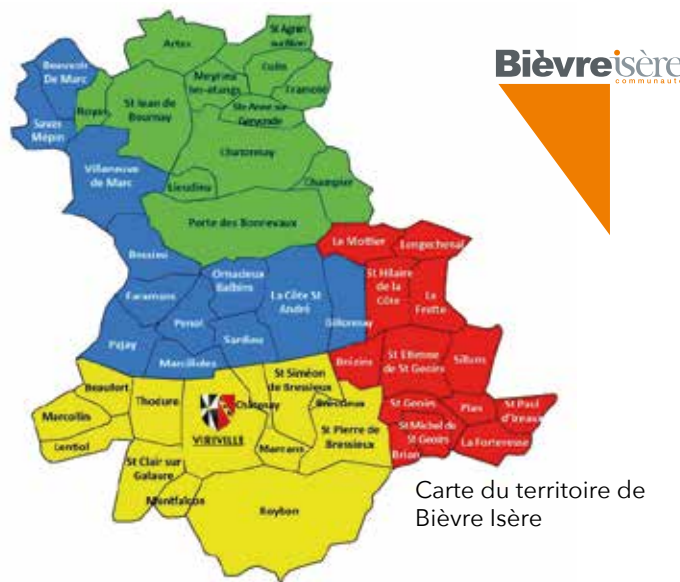 Bièvreisère
communauté
St Agnin
sur Bion
Artas
Beauvoir
De Marc
Culin
Meyrieu
les-étangs
Tramolé
Royas
St Jean de
Bournay
Ste Anne sur
Gervonde
Savas
Mépin
Chatonnay
Villeneuve
de Marc
Lieudieu
Champier
Porte des Bonnevaux
Le Mottier
Longechenal
Bossieu
Ornacieux
Balbins
St Hilaire
de la
Côte
La Côte St
André
La
Frette
Faramans
Penol
Gillonnay
Sardieu
Pajay
Marcilloles
Brézins
St Etienne
de St Geoirs
Sillans
St Siméon
de Bressieux
Beaufort
Thodure
Châtenay
Bressieux
St Geoirs
Plan
St Paul
d'Izeaux
Marcollin
VIRIVILLE
St Pierre de
Bressieux
St Michel de
St Geoirs
La Forteresse
Lentiol
Marnans
Brion
St Clair sur
Galaure
Montfalcon
Roybon
Carte du territoire de
Bièvre Isère